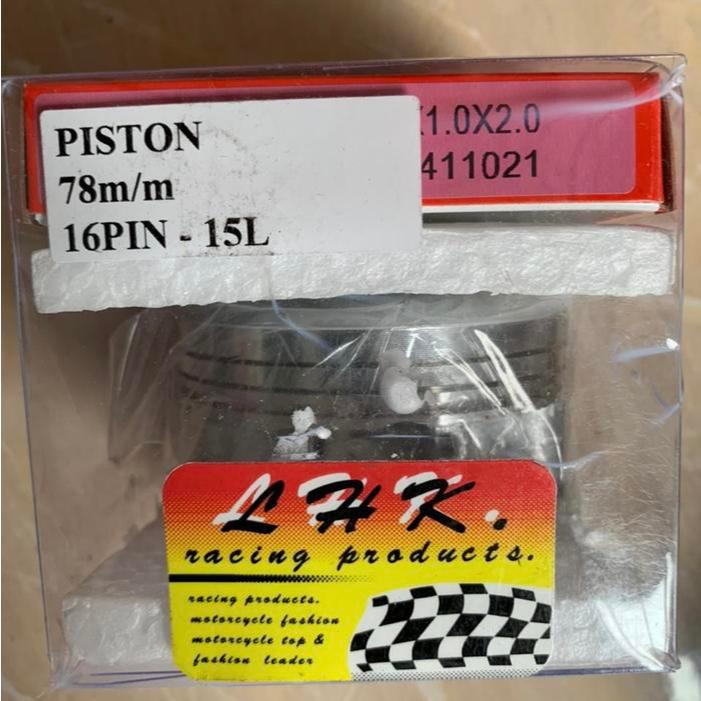 PISTON
78m/m
16PIN - 15L
X1.0X2.0
411021
LHK.
racing products.
racing products.
motorcycle fashion
motorcycle top &
fashion leader